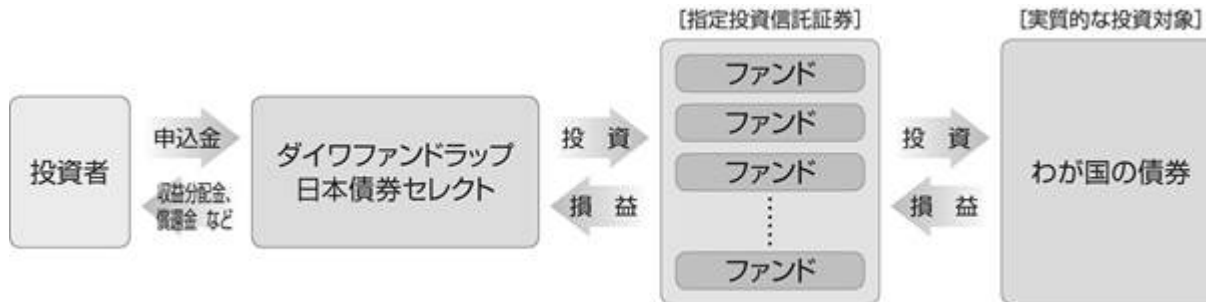 [指定投資信託証券]
[実質的な投資対象]
投資者
申込金
収益分配金、
償還金 など
ダイワファンドラップ
日本債券セレクト
投 資
損 益
ファンド
ファンド
ファンド
ファンド
投 資
損 益
わが国の債券